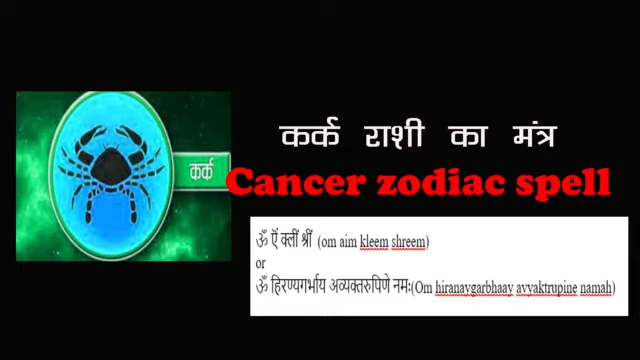 कर्क राशी का मंत्र
कर्क
Cancer zodiac spell
ॐ ऐं क्लीं श्रीं (om aim kleem shreem)
or
ॐ हिरण्यगर्भाय अव्यक्तरुपिणे नमः(Om hiranaygarbhaay avyaktrupine namah)